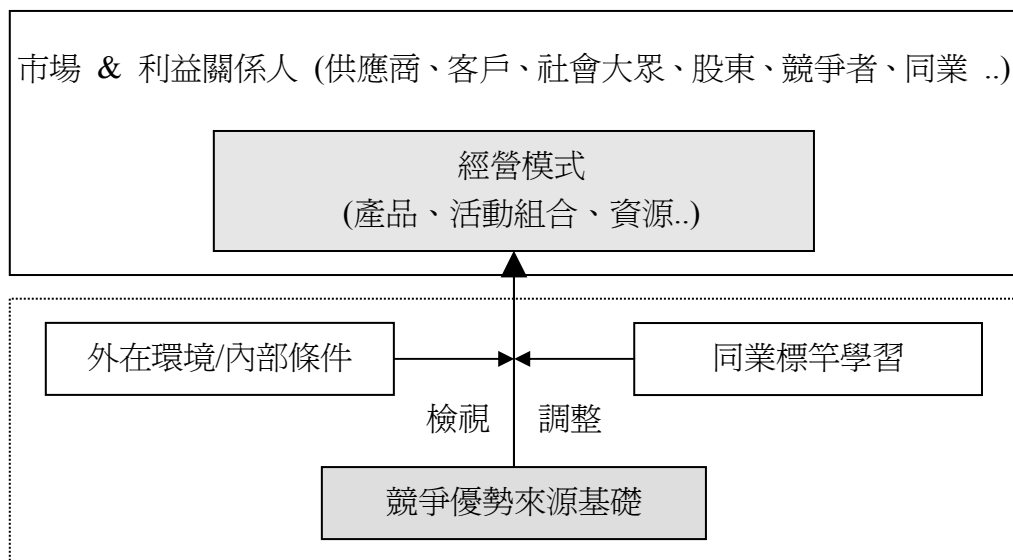 市場 & 利益關係人 (供應商、客戶、社會大眾、股東、競爭者、同業 ..)
經營模式
(產品、活動組合、資源..)
外在環境/內部條件
同業標竿學習
檢視 調整
競爭優勢來源基礎